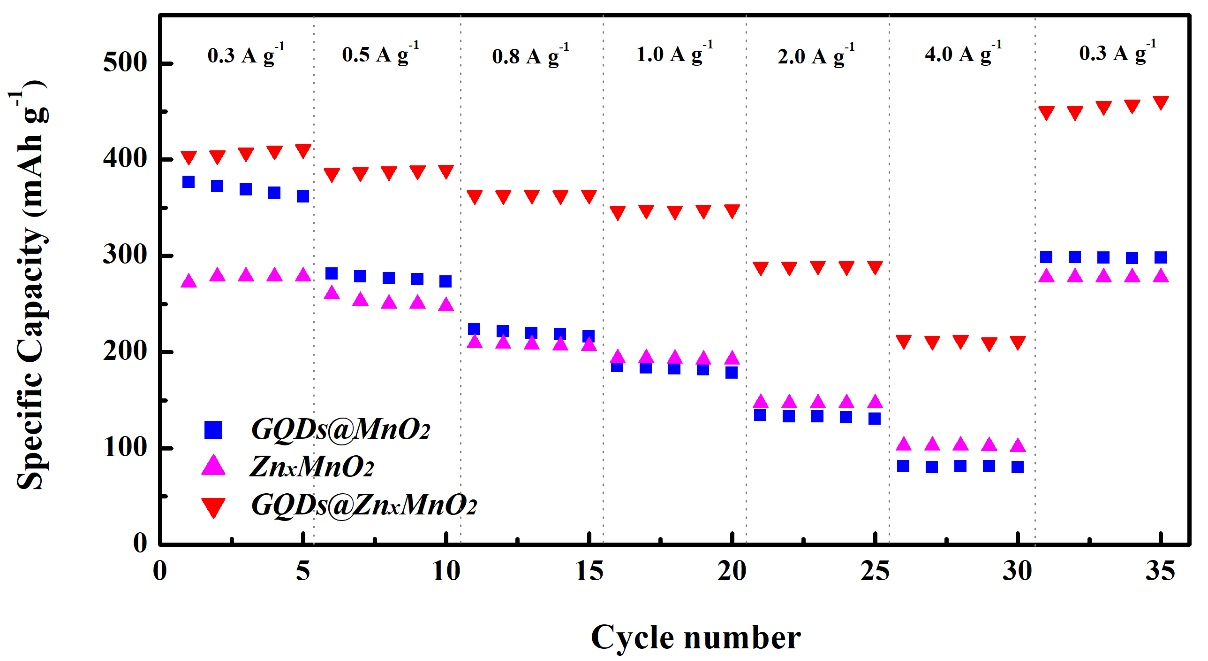 0.3 A g⁻¹ 0.5 A g⁻¹ 0.8 A g⁻¹ 1.0 A g⁻¹ 2.0 A g⁻¹ 4.0 A g⁻¹ 0.3 A g⁻¹
500
400
300
200
100
0
Specific Capacity (mAh g⁻¹)
GQDs@MnO₂
ZnₓMnO₂
GQDs@ZnₓMnO₂
0 5 10 15 20 25 30 35
Cycle number